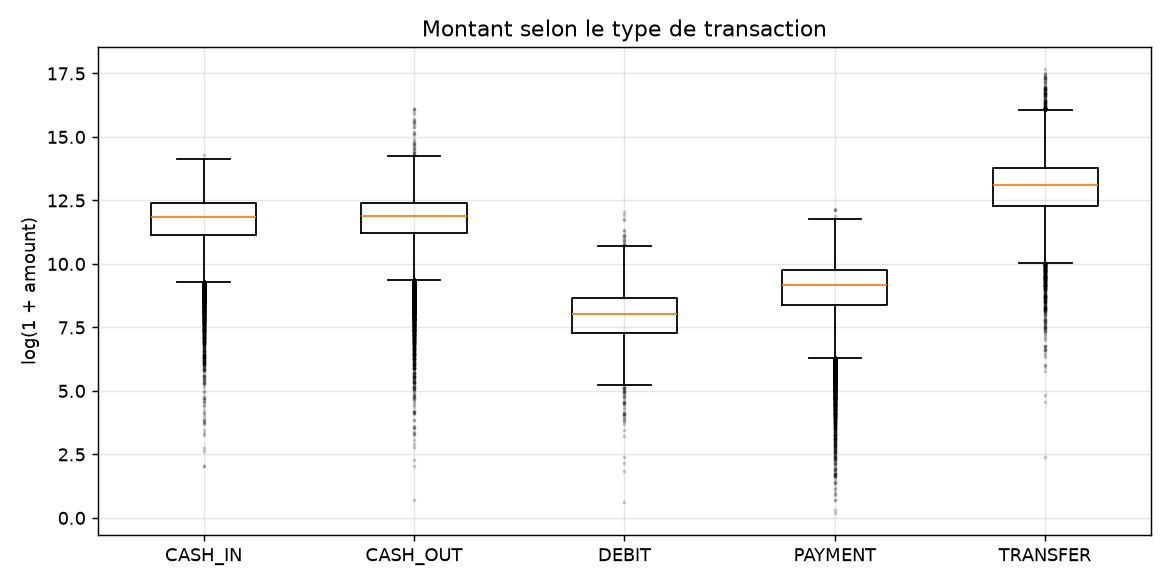 Montant selon le type de transaction
log(1 + amount)
17.5
15.0
12.5
10.0
7.5
5.0
2.5
0.0
CASH_IN CASH_OUT DEBIT PAYMENT TRANSFER